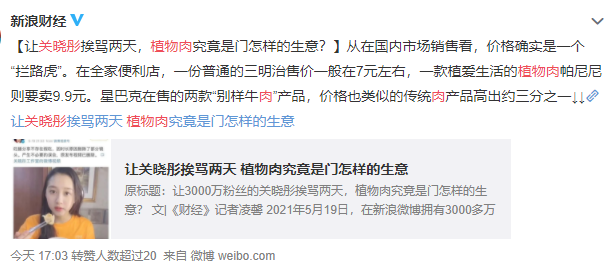 新浪财经
【让关晓彤挨骂两天，植物肉究竟是门怎样的生意？】从在国内市场销售看，价格确实是一个
“拦路虎”。在全家便利店，一份普通的三明治售价一般在7元左右，一款植爱生活的植物肉帕尼尼
则要卖9.9元。星巴克在售的两款“别样牛肉”产品，价格也类似的传统肉产品高出约三分之一↓↓
让关晓彤挨骂两天 植物肉究竟是门怎样的生意
让关晓彤挨骂两天 植物肉究竟是门怎样的生意
原标题：让3000万粉丝的关晓彤挨骂两天，植物肉究竟是门怎样的生
意？ 文|《财经》记者凌馨 2021年5月19日，在新浪微博拥有3000多万
今天 17:03 转赞人数超过20 来自 微博 weibo.com